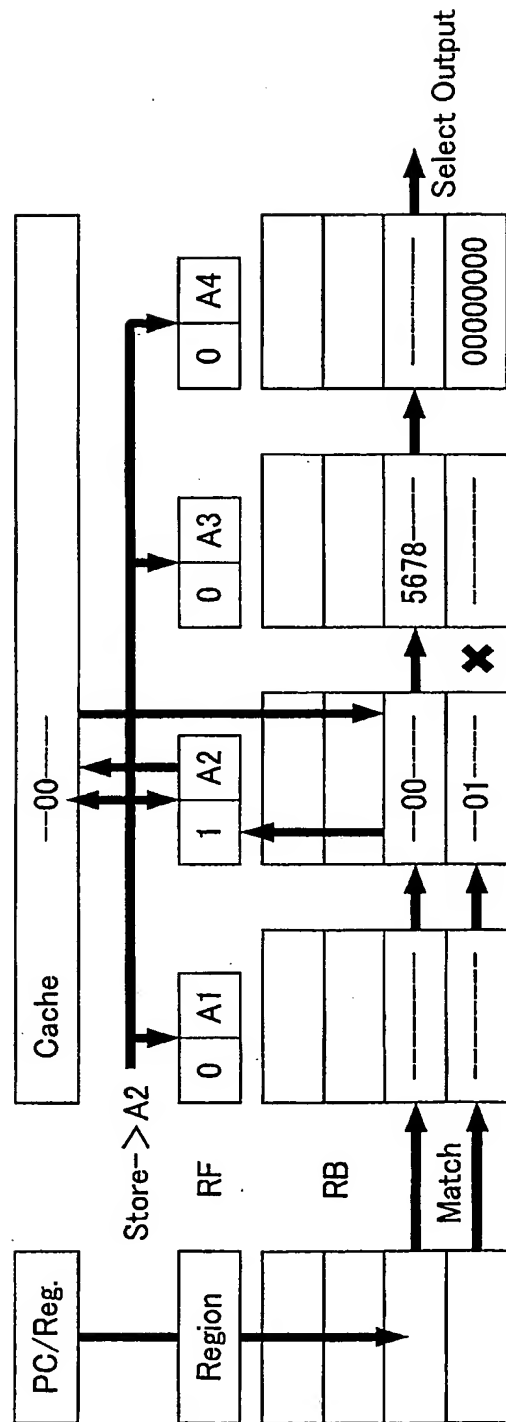 PC/Reg.
Cache
---00------
Store->A2
Region
RF
0 A1
1 A2
0 A3
0 A4
RB
Match
--------
---00------
5678------
--------
Select Output
--------
---01------
--------
00000000